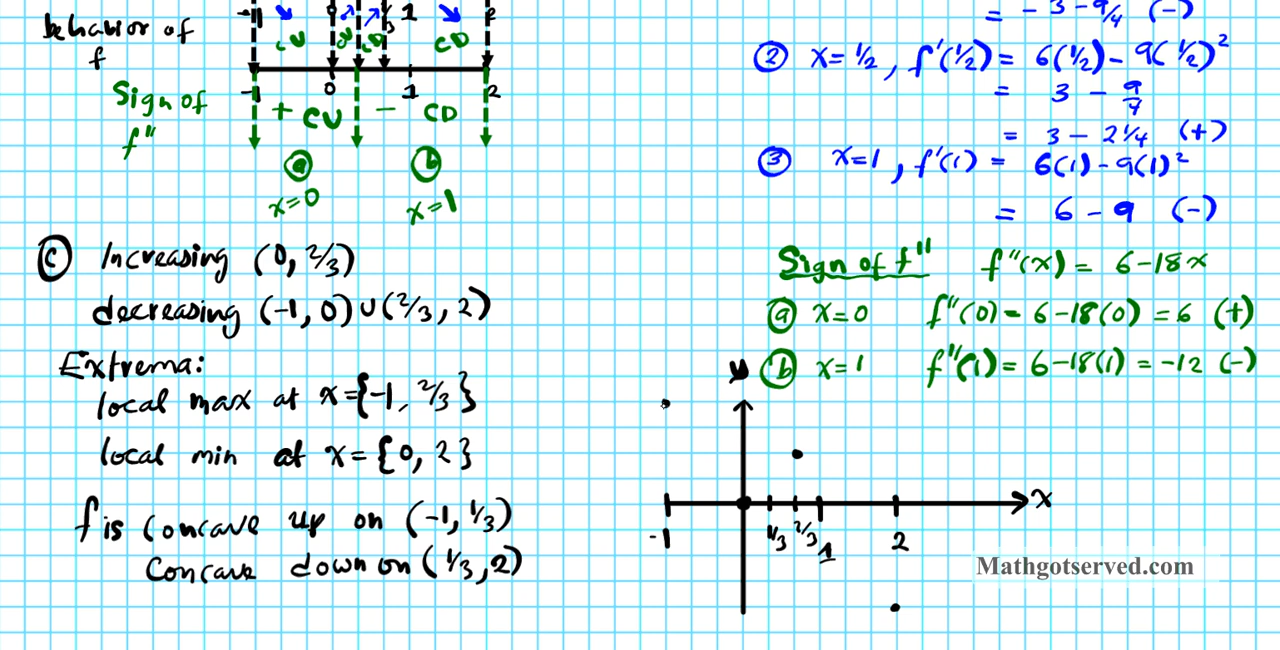 behavior of
f
-1 0 1/3 1 2
CU CU CD CD
-1 0 1 2
Sign of
f"
+ CU - CD
(a) (b)
x=0 x=1
= -3 - 9/4 (-)
② x = 1/2, f'(1/2) = 6(1/2) - 9(1/2)²
= 3 - 9/4
= 3 - 2 1/4 (+)
③ x=1, f'(1) = 6(1) - 9(1)²
= 6 - 9 (-)
(c) Increasing (0, 2/3)
decreasing (-1, 0) ∪ (2/3, 2)
Extrema:
local max at x={-1, 2/3}
local min at x={0, 2}
f is concave up on (-1, 1/3)
Concave down on (1/3, 2)
Sign of f" f"(x) = 6-18x
(a) x=0 f"(0) = 6-18(0) = 6 (+)
(b) x=1 f"(1) = 6-18(1) = -12 (-)
y
x
-1 1/3 2/3 1 2
Mathgotserved.com